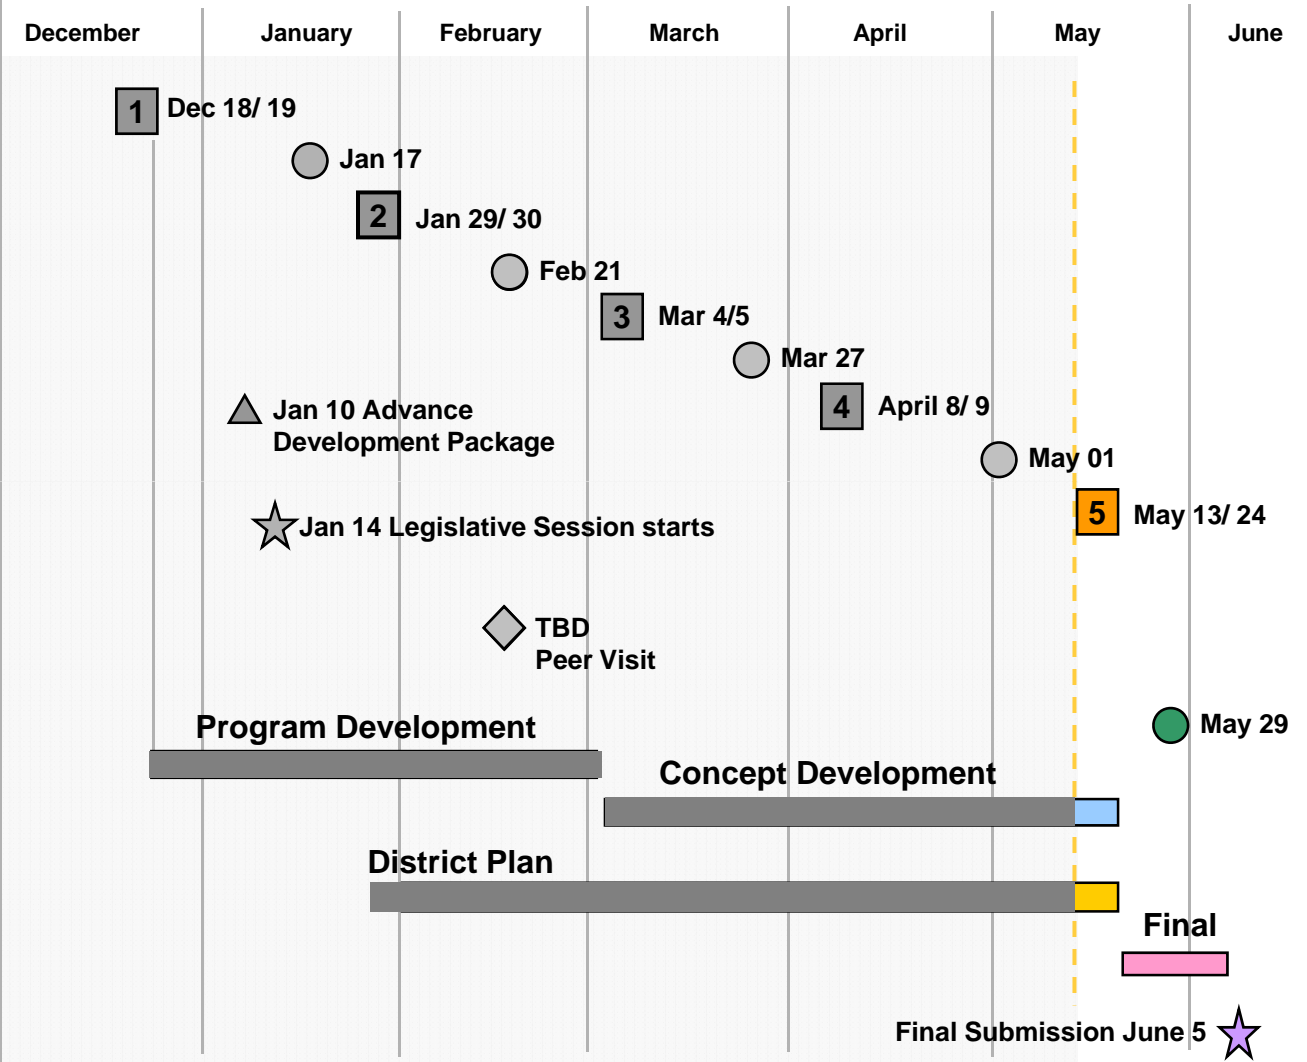 December January February March April May June
1 Dec 18/ 19
Jan 17
2 Jan 29/ 30
Feb 21
3 Mar 4/5
Mar 27
4 April 8/ 9
Jan 10 Advance
Development Package
May 01
5 May 13/ 24
Jan 14 Legislative Session starts
TBD
Peer Visit
Program Development
May 29
Concept Development
District Plan
Final
Final Submission June 5